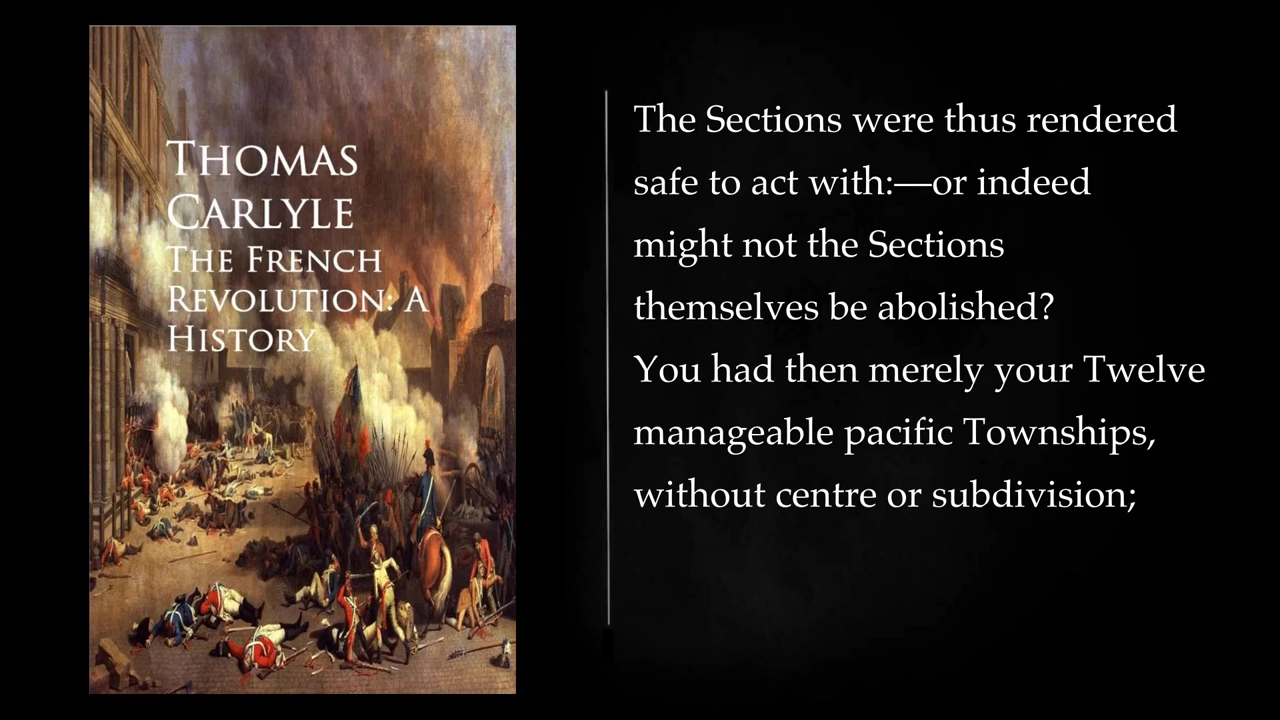 THOMAS
CARLYLE
THE FRENCH
REVOLUTION: A
HISTORY
The Sections were thus rendered
safe to act with:—or indeed
might not the Sections
themselves be abolished?
You had then merely your Twelve
manageable pacific Townships,
without centre or subdivision;